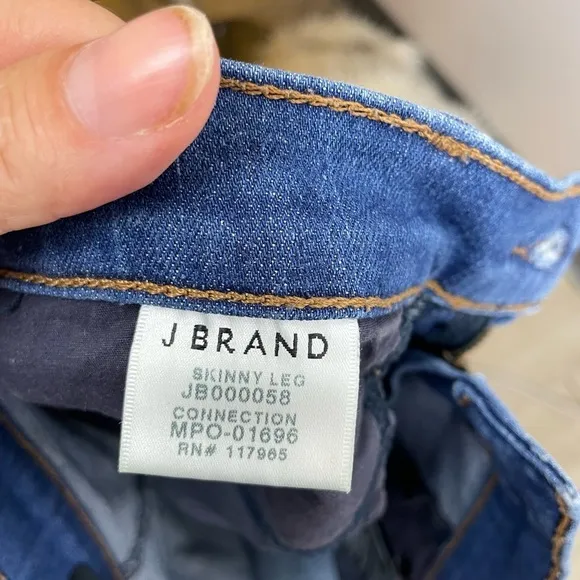 J BRAND
SKINNY LEG
JB000058
CONNECTION
MPO-01696
RN# 117965